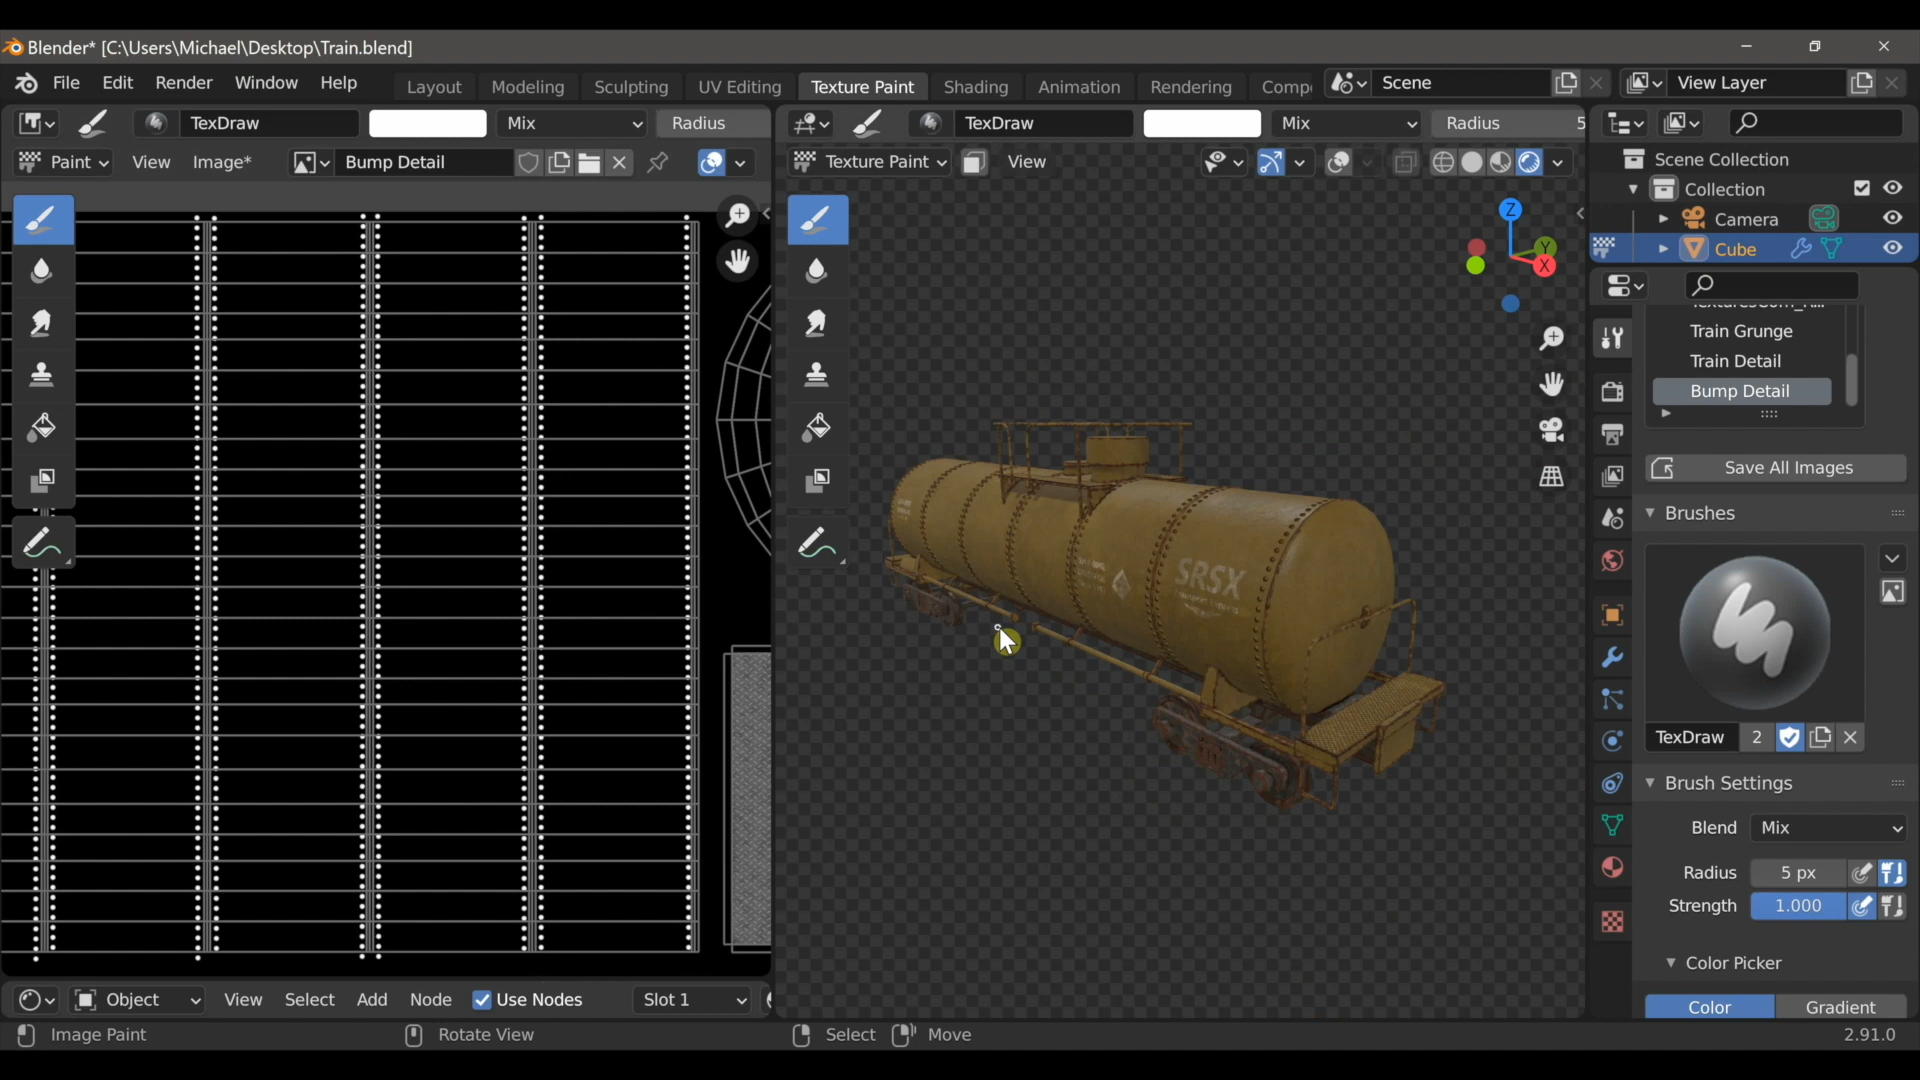 Blender* [C:\Users\Michael\Desktop\Train.blend]
File Edit Render Window Help Layout Modeling Sculpting UV Editing Texture Paint Shading Animation Rendering Comp Scene View Layer
TexDraw Mix Radius
TexDraw Mix Radius 5
Paint View Image* Bump Detail
Texture Paint View
Scene Collection
Collection
Camera
Cube
Z
Y
X
Train Grunge
Train Detail
Bump Detail
Save All Images
Brushes
SRSX
TexDraw 2
Brush Settings
Blend Mix
Radius 5 px
Strength 1.000
Color Picker
Color Gradient
Object View Select Add Node Use Nodes Slot 1
Image Paint Rotate View Select Move 2.91.0